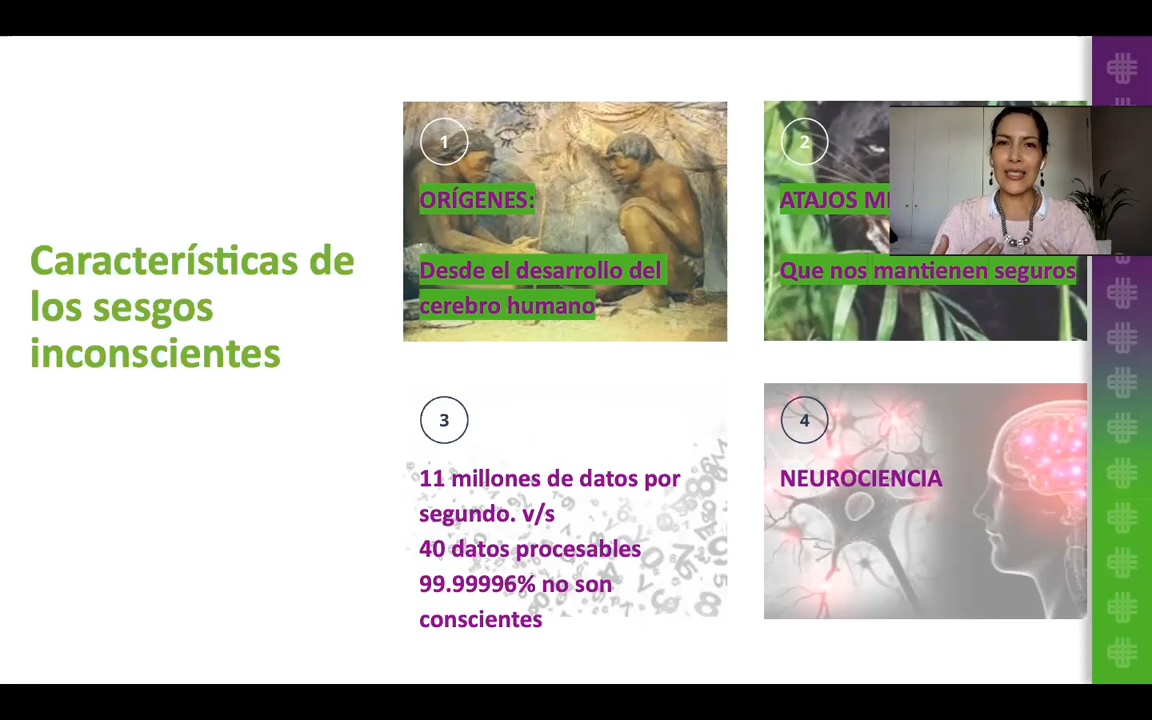 Características de
los sesgos
inconscientes
1
ORÍGENES:
Desde el desarrollo del
cerebro humano
2
ATAJOS
Que nos mantienen seguros
3
11 millones de datos por
segundo. v/s
40 datos procesables
99.99996% no son
conscientes
4
NEUROCIENCIA